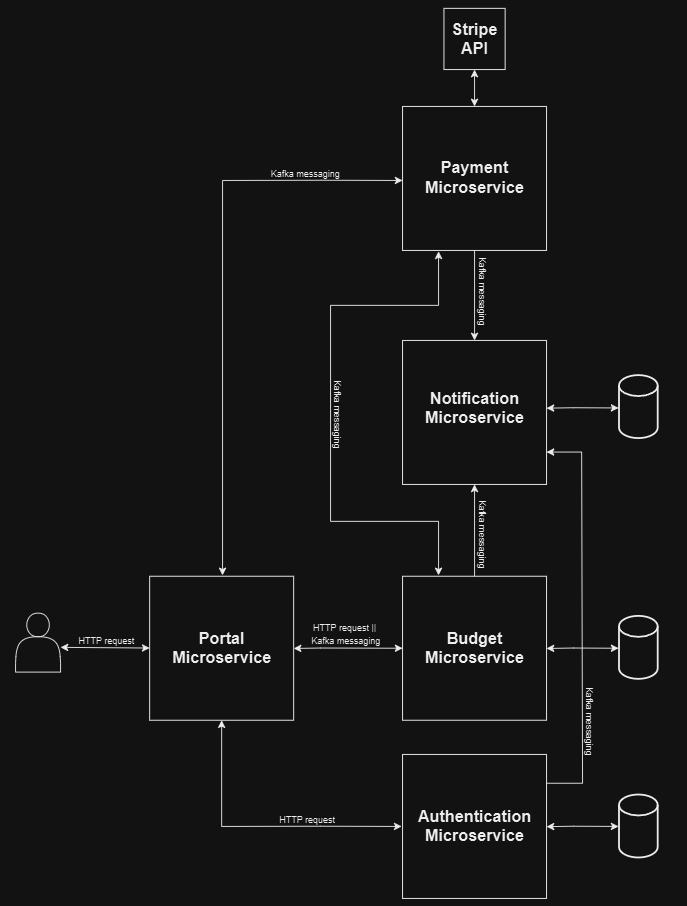 Stripe
API
Payment
Microservice
Kafka messaging
Kafka messaging
Notification
Microservice
Kafka messaging
Kafka messaging
Portal
Microservice
HTTP request
HTTP request ||
Kafka messaging
Budget
Microservice
Kafka messaging
Authentication
Microservice
HTTP request